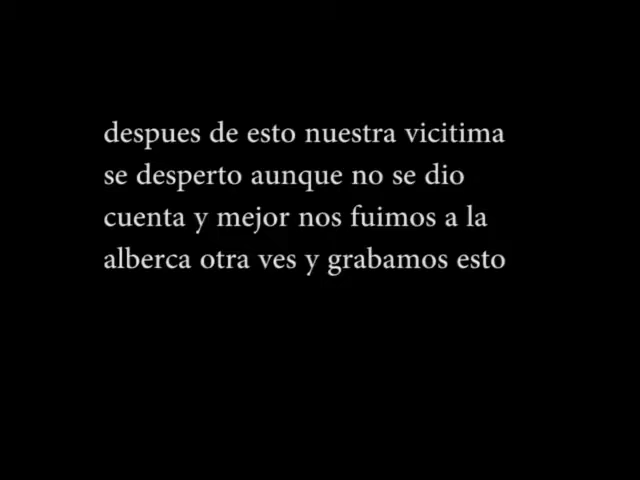 despues de esto nuestra vicitima
se desperto aunque no se dio
cuenta y mejor nos fuimos a la
alberca otra ves y grabamos esto